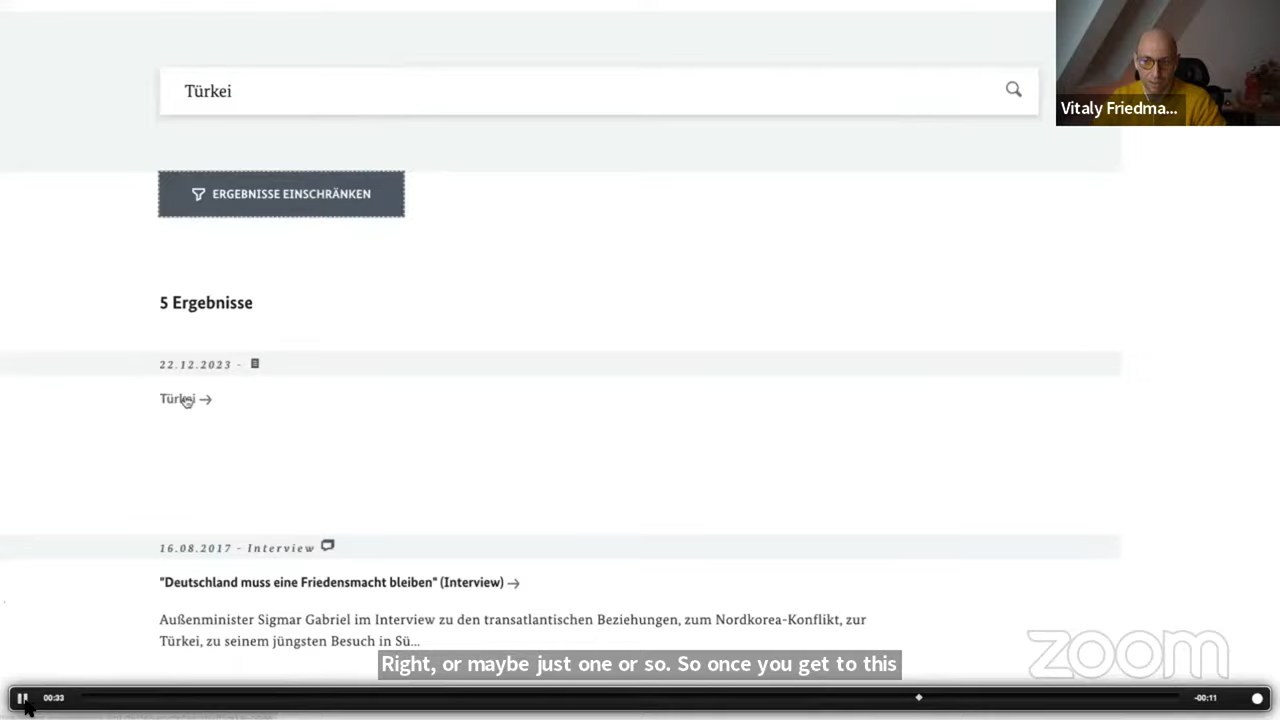 Türkei
Vitaly Friedma...
ERGEBNISSE EINSCHRÄNKEN
5 Ergebnisse
22.12.2023 -
Türkei →
16.08.2017 - Interview
"Deutschland muss eine Friedensmacht bleiben" (Interview) →
Außenminister Sigmar Gabriel im Interview zu den transatlantischen Beziehungen, zum Nordkorea-Konflikt, zur
Türkei, zu seinem jüngsten Besuch in Sü...
zoom
Right, or maybe just one or so. So once you get to this
00:33
-00:11